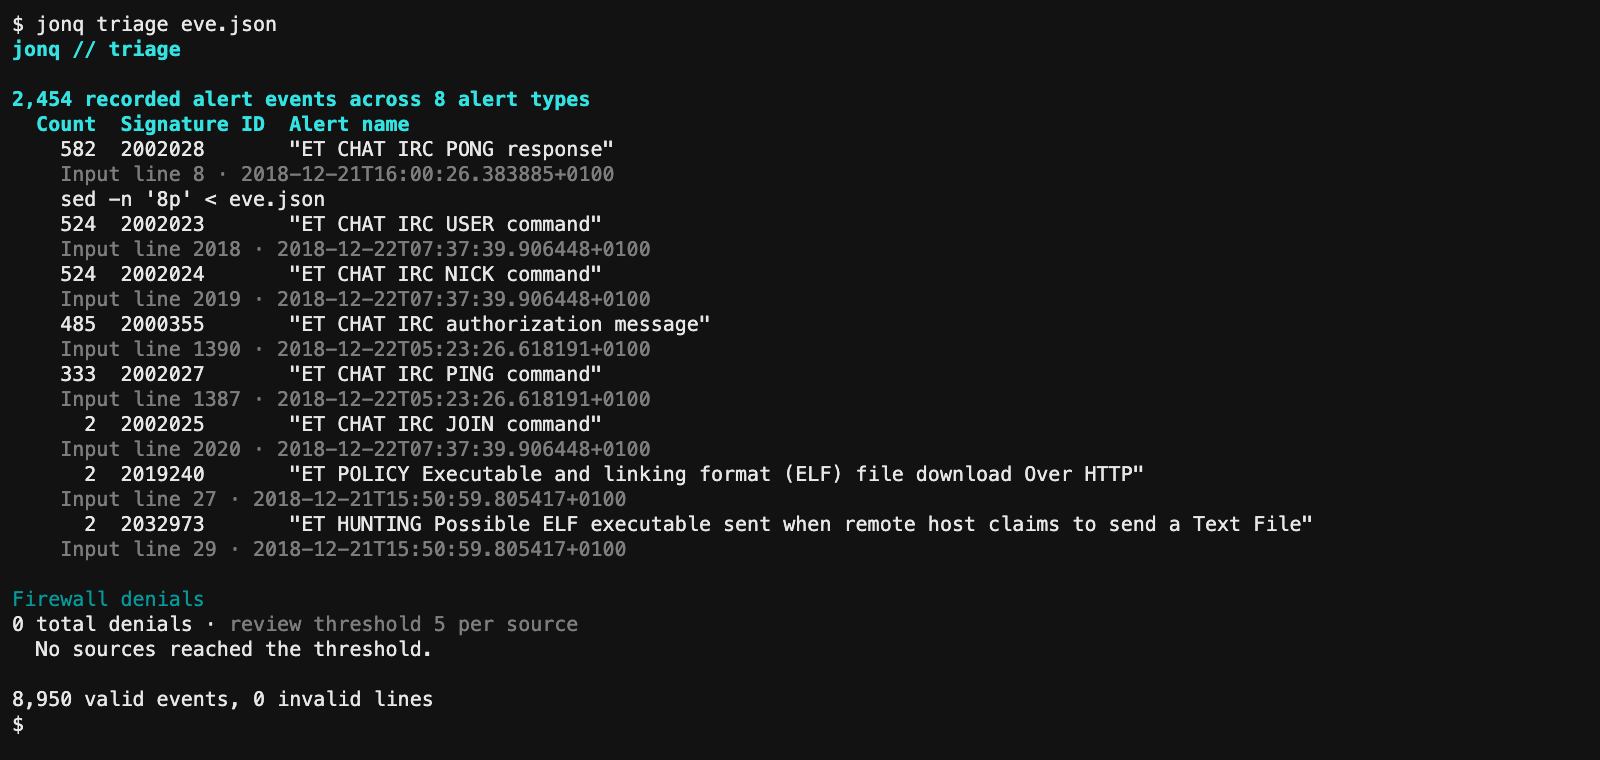 $ jonq triage eve.json
jonq // triage
2,454 recorded alert events across 8 alert types
Count  Signature ID  Alert name
582  2002028       "ET CHAT IRC PONG response"
Input line 8 · 2018-12-21T16:00:26.383885+0100
sed -n '8p' < eve.json
524  2002023       "ET CHAT IRC USER command"
Input line 2018 · 2018-12-22T07:37:39.906448+0100
524  2002024       "ET CHAT IRC NICK command"
Input line 2019 · 2018-12-22T07:37:39.906448+0100
485  2000355       "ET CHAT IRC authorization message"
Input line 1390 · 2018-12-22T05:23:26.618191+0100
333  2002027       "ET CHAT IRC PING command"
Input line 1387 · 2018-12-22T05:23:26.618191+0100
2  2002025       "ET CHAT IRC JOIN command"
Input line 2020 · 2018-12-22T07:37:39.906448+0100
2  2019240       "ET POLICY Executable and linking format (ELF) file download Over HTTP"
Input line 27 · 2018-12-21T15:50:59.805417+0100
2  2032973       "ET HUNTING Possible ELF executable sent when remote host claims to send a Text File"
Input line 29 · 2018-12-21T15:50:59.805417+0100
Firewall denials
0 total denials · review threshold 5 per source
No sources reached the threshold.
8,950 valid events, 0 invalid lines
$